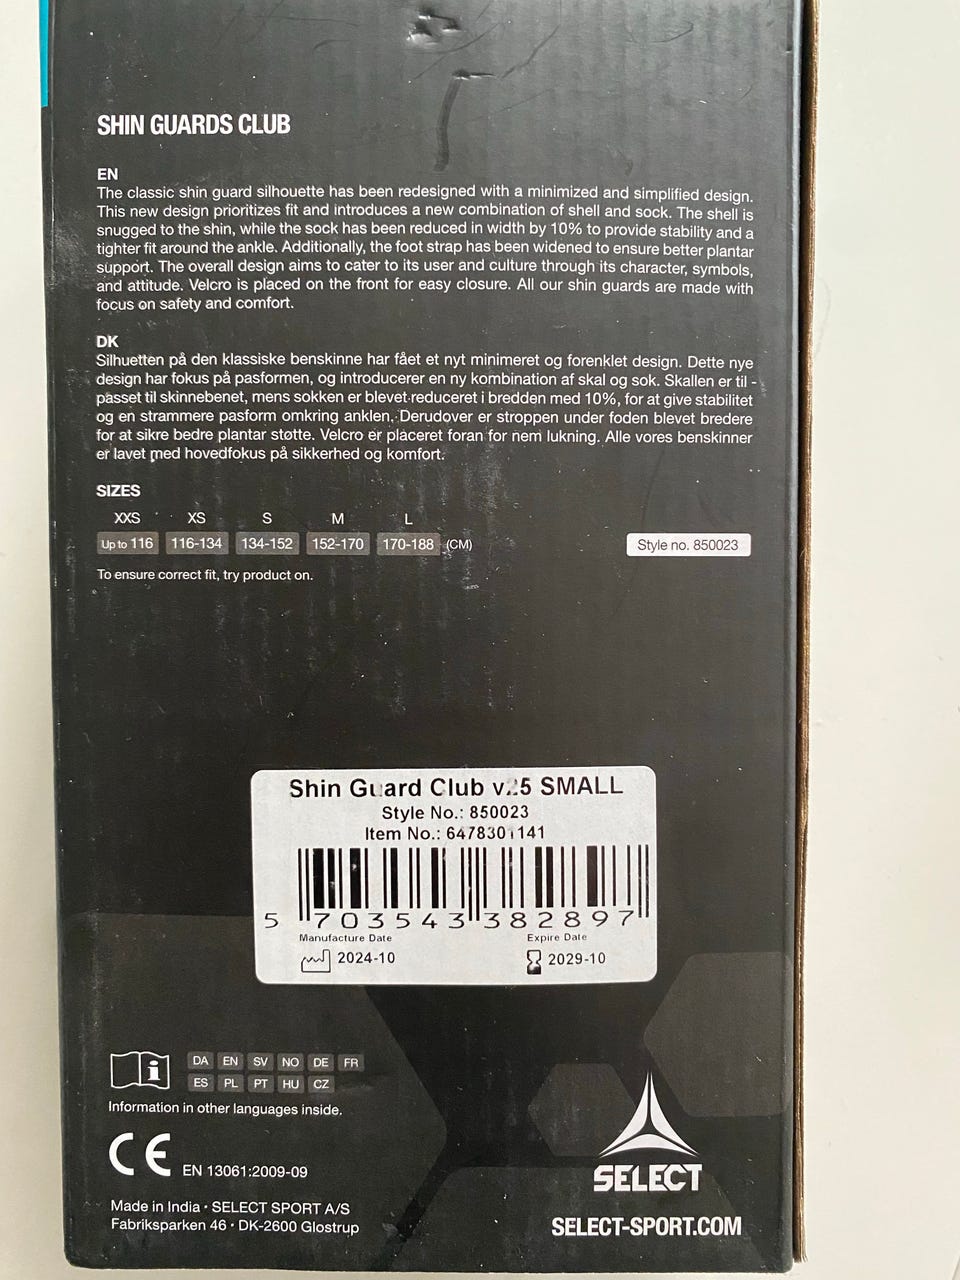 SHIN GUARDS CLUB
EN
The classic shin guard silhouette has been redesigned with a minimized and simplified design.
This new design prioritizes fit and introduces a new combination of shell and sock. The shell is
snugged to the shin, while the sock has been reduced in width by 10% to provide stability and a
tighter fit around the ankle. Additionally, the foot strap has been widened to ensure better plantar
support. The overall design aims to cater to its user and culture through its character, symbols,
and attitude. Velcro is placed on the front for easy closure. All our shin guards are made with
focus on safety and comfort.
DK
Silhuetten på den klassiske benskinne har fået et nyt minimeret og forenklet design. Dette nye
design har fokus på pasformen, og introducerer en ny kombination af skal og sok. Skallen er til -
passet til skinnebenet, mens sokken er blevet reduceret i bredden med 10%, for at give stabilitet
og en strammere pasform omkring anklen. Derudover er stroppen under foden blevet bredere
for at sikre bedre plantar støtte. Velcro er placeret foran for nem lukning. Alle vores benskinner
er lavet med hovedfokus på sikkerhed og komfort.
SIZES
XXS XS S M L
Up to 116 116-134 134-152 152-170 170-188 (CM)
Style no. 850023
To ensure correct fit, try product on.
Shin Guard Club v25 SMALL
Style No.: 850023
Item No.: 6478301141
5 703543 382897
Manufacture Date Expire Date
2024-10 2029-10
DA EN SV NO DE FR
ES PL PT HU CZ
Information in other languages inside.
CE EN 13061:2009-09
Made in India · SELECT SPORT A/S
Fabriksparken 46 · DK-2600 Glostrup
SELECT
SELECT-SPORT.COM